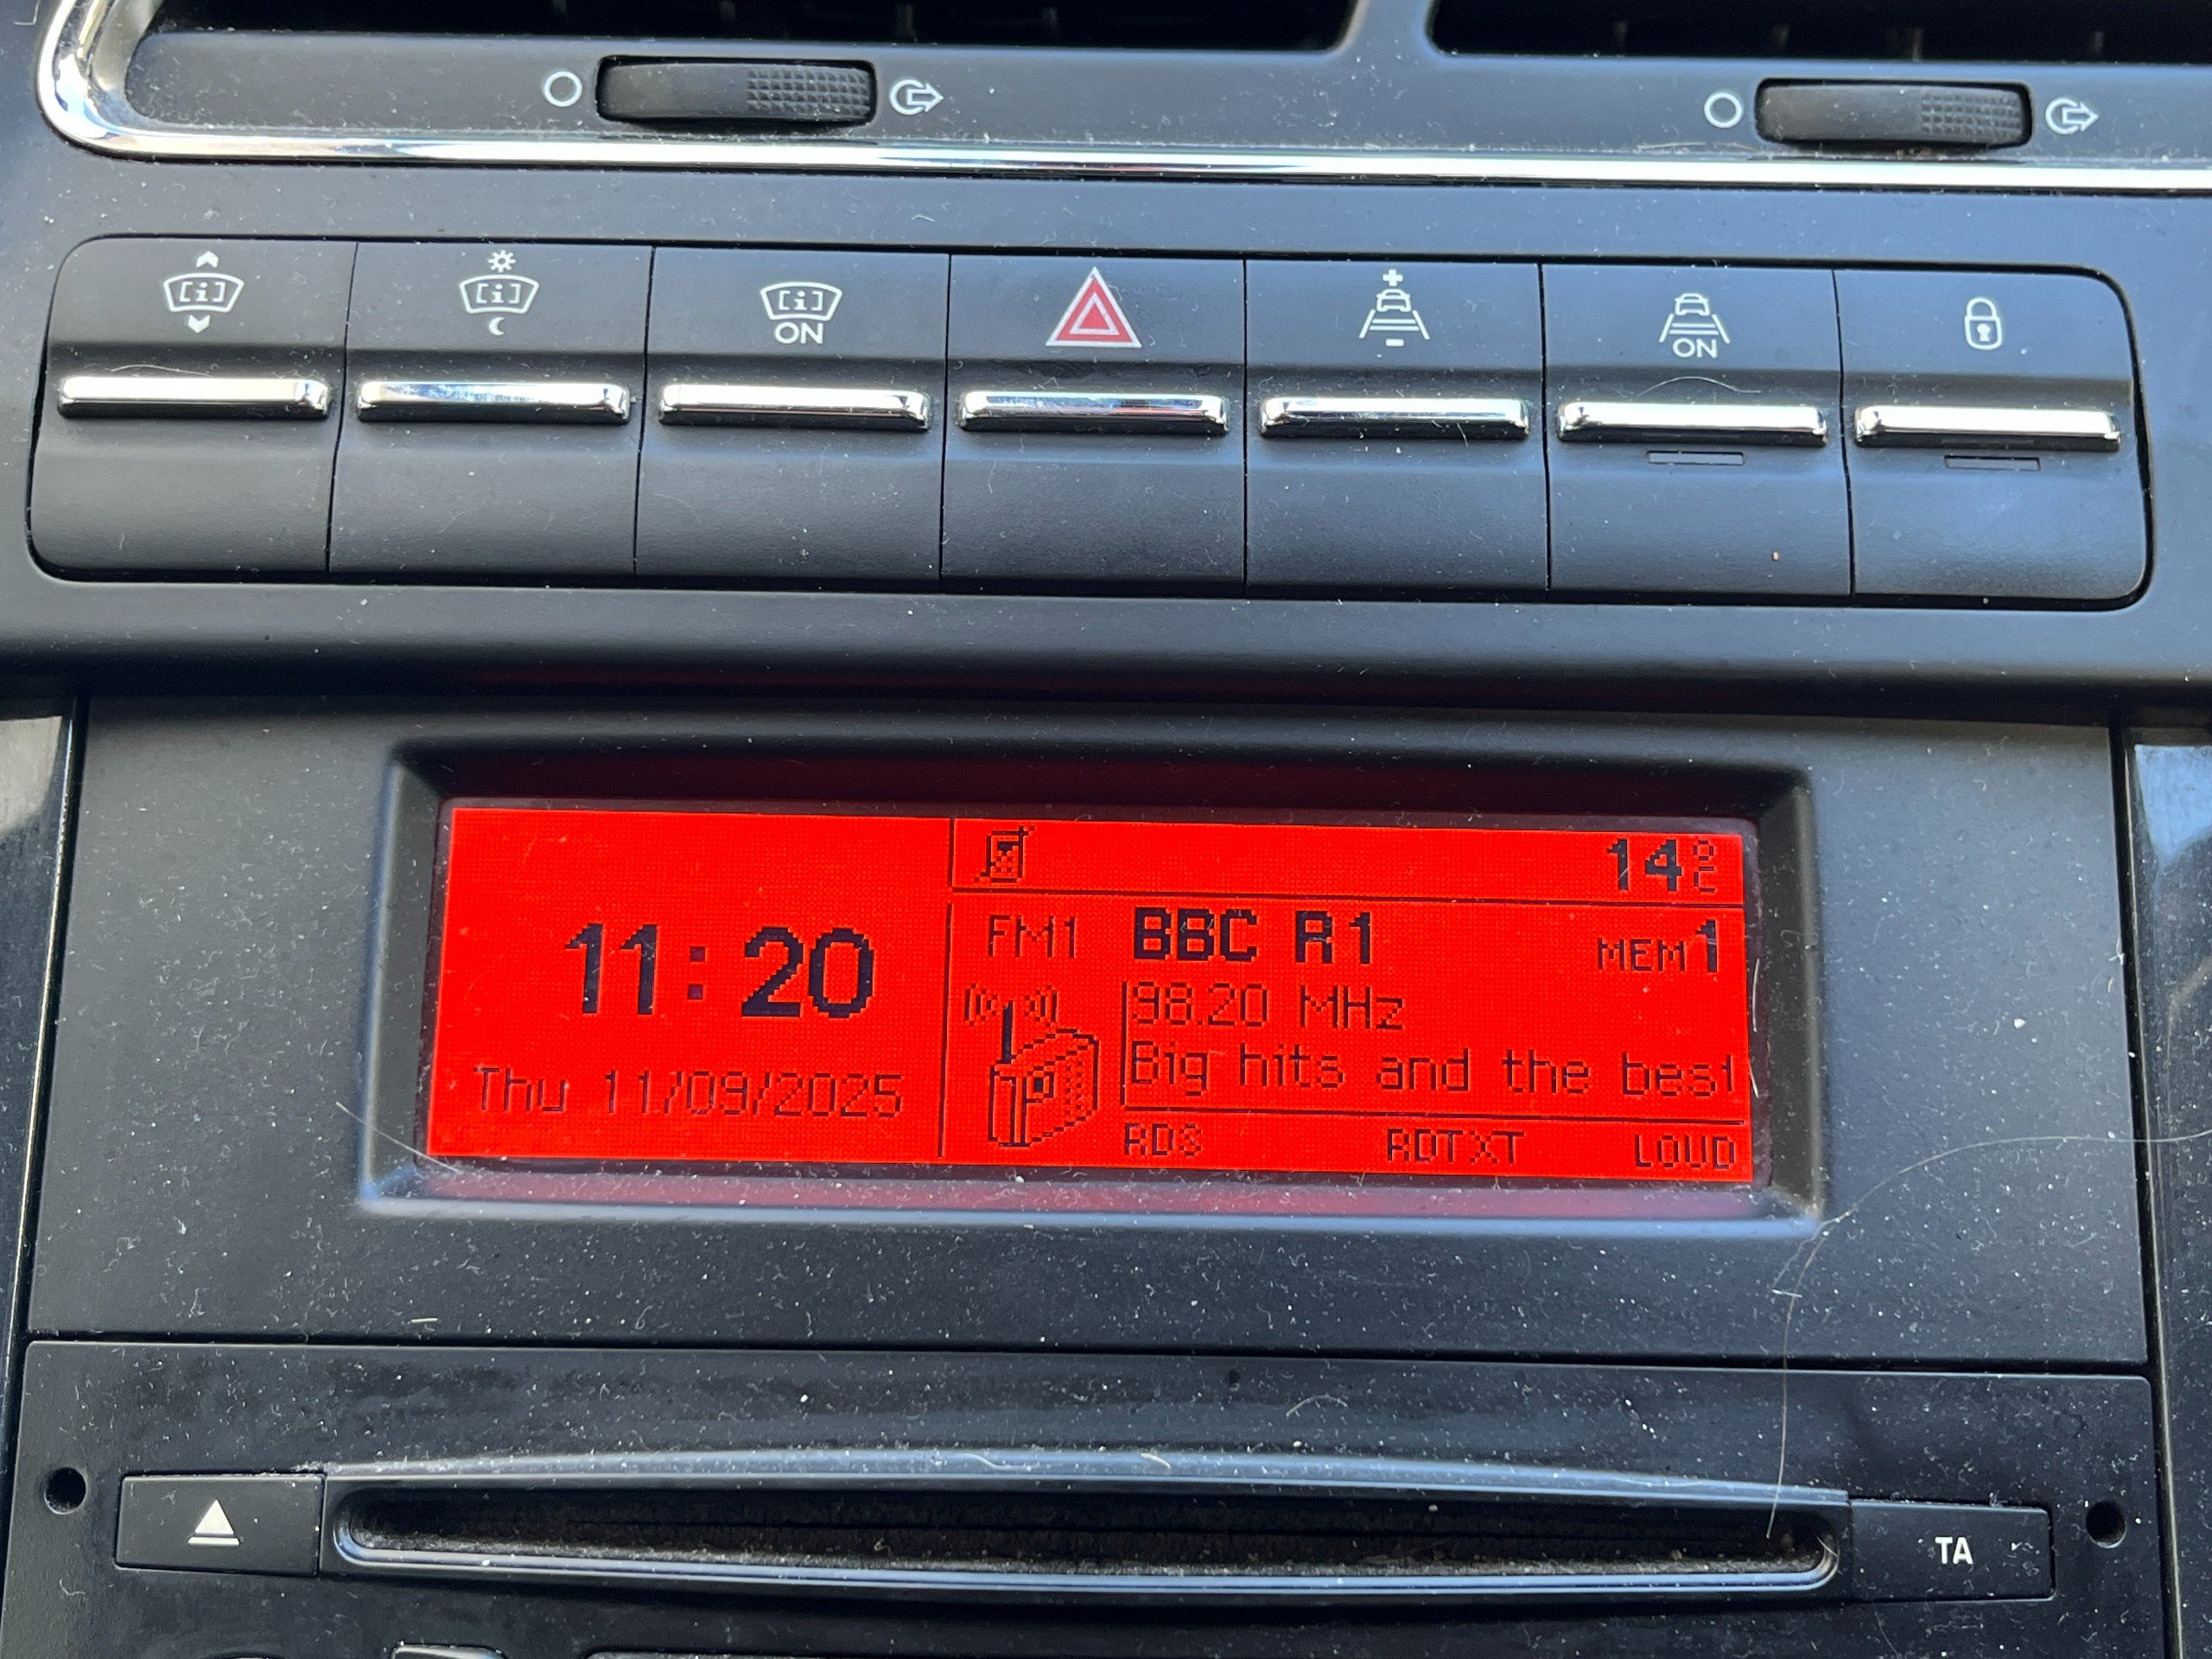 ON
ON
14°C
FM1 BBC R1 MEM1
11:20
98.20 MHz
Big hits and the best
Thu 11/09/2025
RDS RDTXT LOUD
TA